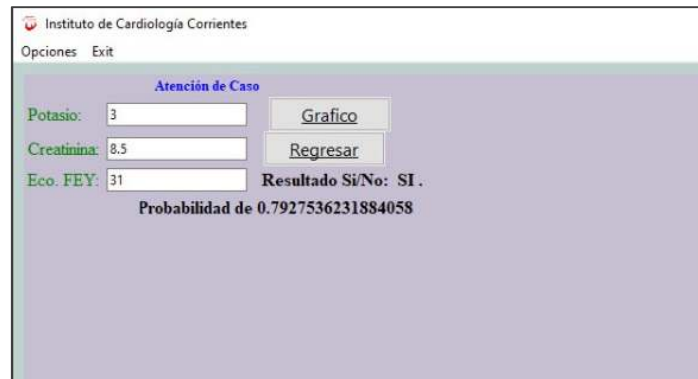 Instituto de Cardiología Corrientes
Opciones Exit
Atención de Caso
Potasio: 3 Grafico
Creatinina: 8.5 Regresar
Eco. FEY: 31 Resultado Si/No: SI .
Probabilidad de 0.7927536231884058